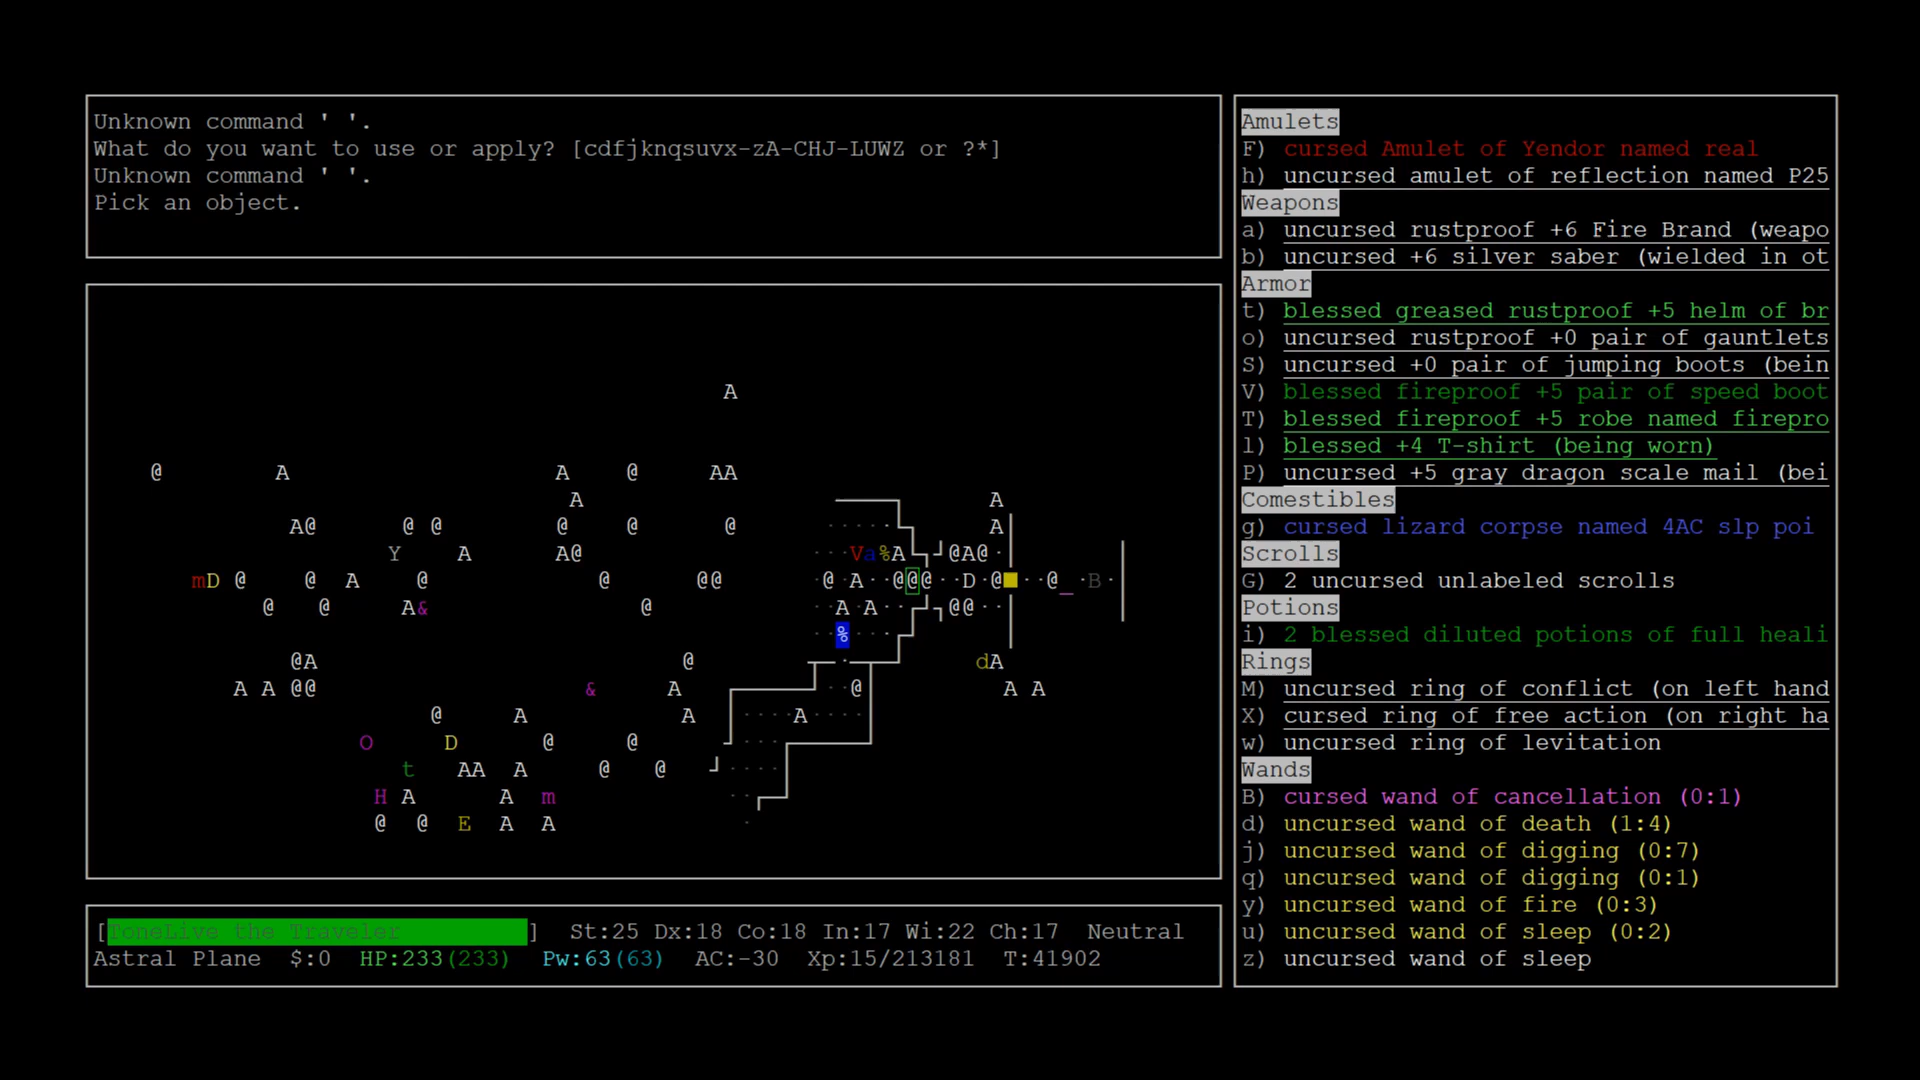 Unknown command ' '.
What do you want to use or apply? [cdfjknqsuvx-zA-CHJ-LUWZ or ?*]
Unknown command ' '.
Pick an object.
A
@ A A @ AA
A A
A@ @ @ @ @ @ A
Y A A@ V a % A @ A @
m D @ @ A @ @ @@ @ A @ @ @ D @ @ _ B
@ @ A & @ A A @@
%
@A @ d A
A A @@ & A @ A A
@ A A A
O D @ @
t AA A @ @
H A A m
@ @ E A A
[ToneLive the Traveler ] St:25 Dx:18 Co:18 In:17 Wi:22 Ch:17 Neutral
Astral Plane $:0 HP:233(233) Pw:63(63) AC:-30 Xp:15/213181 T:41902
Amulets
F) cursed Amulet of Yendor named real
h) uncursed amulet of reflection named P25
Weapons
a) uncursed rustproof +6 Fire Brand (weapo
b) uncursed +6 silver saber (wielded in ot
Armor
t) blessed greased rustproof +5 helm of br
o) uncursed rustproof +0 pair of gauntlets
S) uncursed +0 pair of jumping boots (bein
V) blessed fireproof +5 pair of speed boot
T) blessed fireproof +5 robe named firepro
l) blessed +4 T-shirt (being worn)
P) uncursed +5 gray dragon scale mail (bei
Comestibles
g) cursed lizard corpse named 4AC slp poi
Scrolls
G) 2 uncursed unlabeled scrolls
Potions
i) 2 blessed diluted potions of full heali
Rings
M) uncursed ring of conflict (on left hand
X) cursed ring of free action (on right ha
w) uncursed ring of levitation
Wands
B) cursed wand of cancellation (0:1)
d) uncursed wand of death (1:4)
j) uncursed wand of digging (0:7)
q) uncursed wand of digging (0:1)
y) uncursed wand of fire (0:3)
u) uncursed wand of sleep (0:2)
z) uncursed wand of sleep